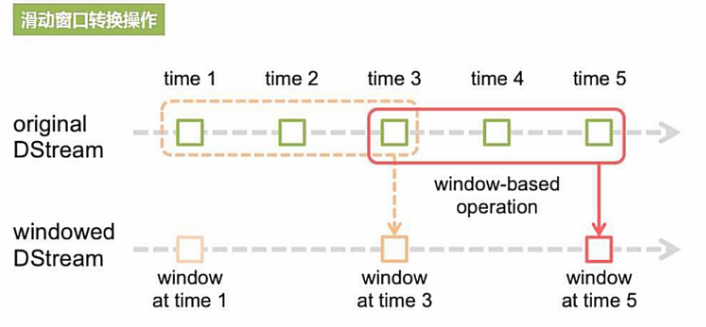 滑动窗口转换操作
time 1 time 2 time 3 time 4 time 5
original
DStream
window-based
operation
windowed
DStream
window
at time 1
window
at time 3
window
at time 5